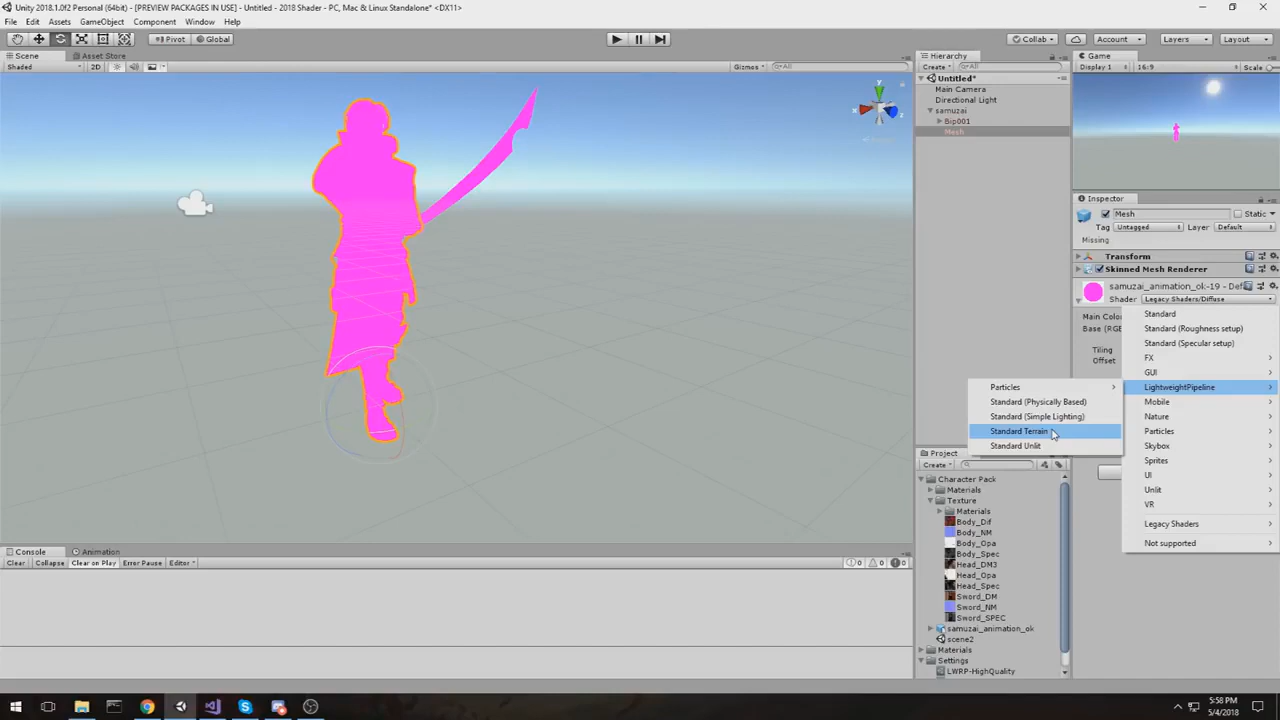 Unity 2018.1.0f2 Personal (64bit) - [PREVIEW PACKAGES IN USE] - Untitled - 2018 Shader - PC, Mac & Linux Standalone* <DX11>
File Edit Assets GameObject Component Window Help
Pivot Global Collab Account Layers Layout
Scene Asset Store
Shaded 2D Gizmos All
Hierarchy
Create All
Untitled*
Main Camera
Directional Light
samuzai
Bip001
Mesh
Game
Display 1 16:9 Scale
y
x
z
Inspector
Mesh Static
Tag Untagged Layer Default
Missing
Transform
Skinned Mesh Renderer
samuzai_animation_ok-19 - Def
Shader Legacy Shaders/Diffuse
Main Colo
Base (RGB
Tiling
Offset
Standard
Standard (Roughness setup)
Standard (Specular setup)
FX
GUI
LightweightPipeline
Mobile
Nature
Particles
Skybox
Sprites
UI
Unlit
VR
Legacy Shaders
Not supported
Particles
Standard (Physically Based)
Standard (Simple Lighting)
Standard Terrain
Standard Unlit
Project
Create
Character Pack
Materials
Texture
Materials
Body_Dif
Body_NM
Body_Opa
Body_Spec
Head_DM3
Head_Opa
Head_Spec
Sword_DM
Sword_NM
Sword_SPEC
samuzai_animation_ok
scene2
Materials
Settings
LWRP-HighQuality
Console Animation
Clear Collapse Clear on Play Error Pause Editor 0 0 0
5:58 PM
5/4/2018